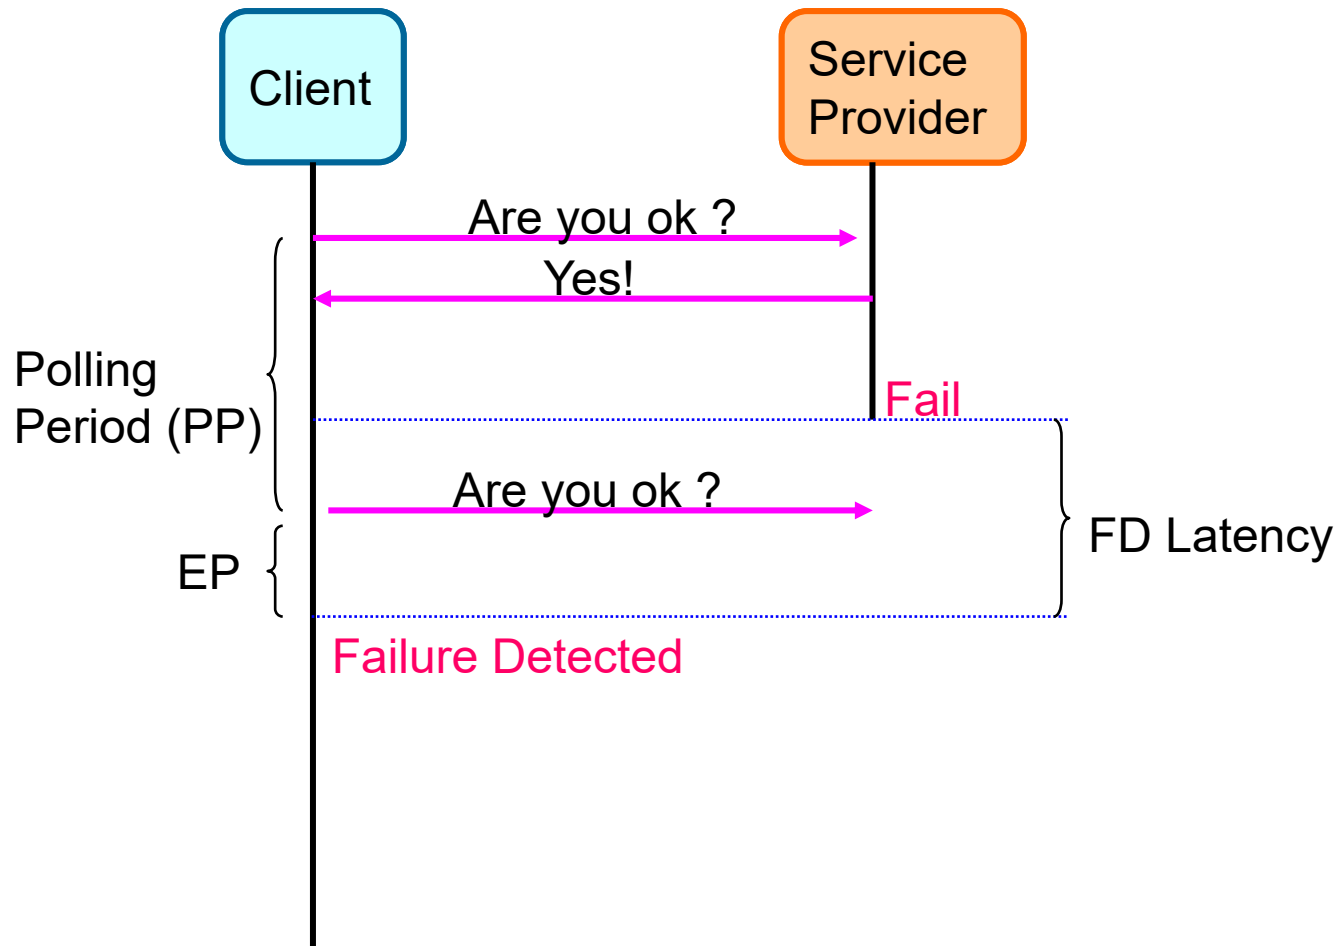 Client
Service
Provider
Are you ok ?
Yes!
Polling
Period (PP)
Fail
Are you ok ?
FD Latency
EP
Failure Detected